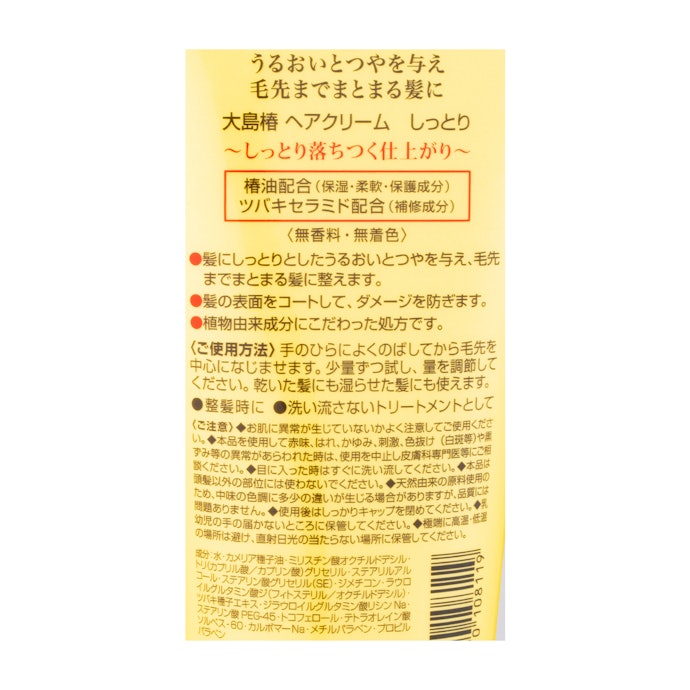 うるおいとつやを与え
毛先までまとまる髪に
大島椿 ヘアクリーム しっとり
〜しっとり落ちつく仕上がり〜
椿油配合(保湿・柔軟・保護成分)
ツバキセラミド配合(補修成分)
〈無香料・無着色〉
●髪にしっとりとしたうるおいとつやを与え、毛先
までまとまる髪に整えます。
●髪の表面をコートして、ダメージを防ぎます。
●植物由来成分にこだわった処方です。
〈ご使用方法〉手のひらによくのばしてから毛先を
中心になじませます。少量ずつ試し、量を調節して
ください。乾いた髪にも湿らせた髪にも使えます。
●整髪時に ●洗い流さないトリートメントとして
〈ご注意〉◆お肌に異常が生じていないかよく注意してご使用くださ
い。◆本品を使用して赤味、はれ、かゆみ、刺激、色抜け(白斑等)や黒
ずみ等の異常があらわれた時は、使用を中止し皮膚科専門医等にご相
談ください。◆目に入った時はすぐに洗い流してください。◆本品は
頭髪以外の部位には使わないでください。◆天然由来の原料使用の
ため、中味の色調に多少の違いが生じる場合がありますが、品質には
問題ありません。◆使用後はしっかりキャップを閉めてください。◆乳
幼児の手の届かないところに保管してください。◆極端に高温・低温
の場所は避け、直射日光の当たらない場所に保管してください。
成分:水・カメリア種子油・ミリスチン酸オクチルドデシル・
トリ(カプリル酸/カプリン酸)グリセリル・ステアリルアル
コール・ステアリン酸グリセリル(SE)・ジメチコン・ラウロ
イルグルタミン酸ジ(フィトステリル/オクチルドデシル)・
ツバキ種子エキス・ジラウロイルグルタミン酸リシンNa・
ステアリン酸PEG-45・トコフェロール・テトラオレイン酸
ソルベス-60・カルボマーNa・メチルパラベン・プロピル
パラベン
408119